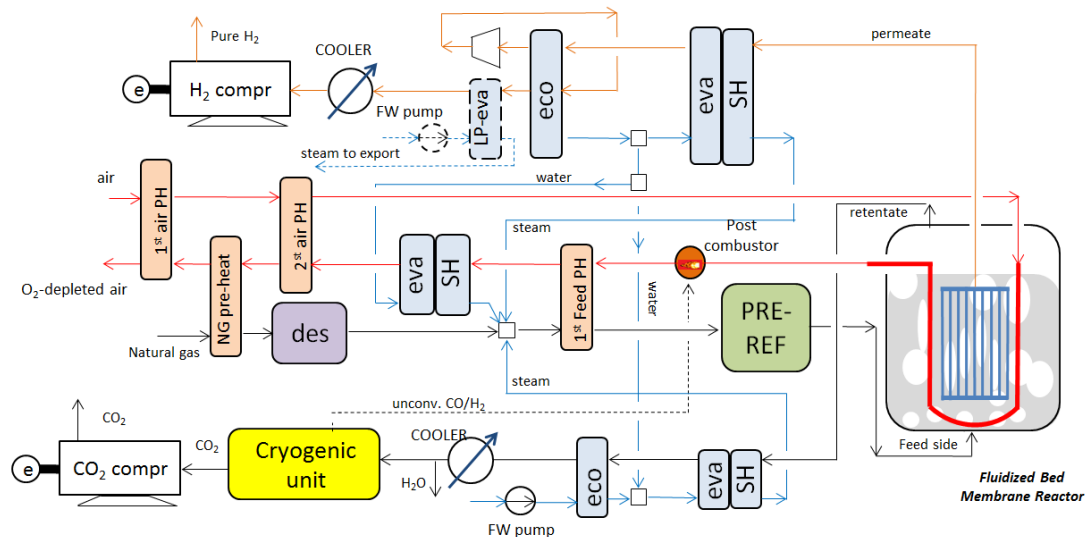 Pure H2
COOLER
permeate
e
H2 compr
FW pump
LP-eva
eco
eva
SH
steam to export
air
water
1st air PH
2st air PH
steam
retentate
Post
combustor
eva
SH
1st Feed PH
water
O2-depleted air
NG pre-heat
des
PRE-
REF
Natural gas
steam
unconv. CO/H2
CO2
COOLER
Feed side
e
CO2 compr
CO2
Cryogenic
unit
H2O
eco
eva
SH
Fluidized Bed
Membrane Reactor
FW pump